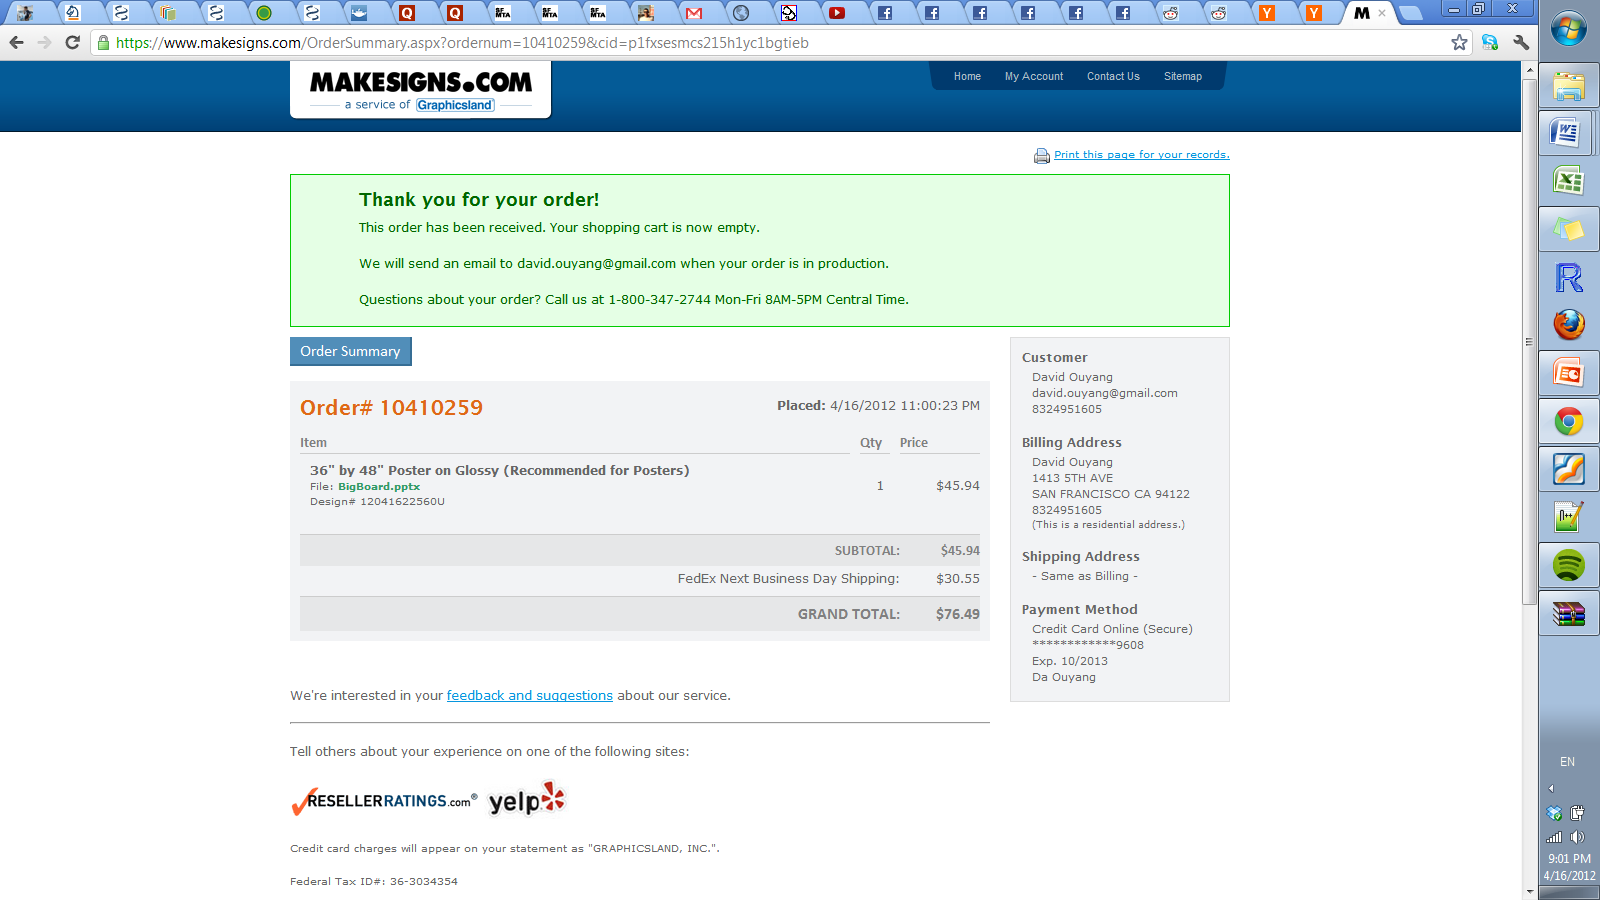 https://www.makesigns.com/OrderSummary.aspx?ordernum=10410259&cid=p1fxsesmcs215h1yc1bgtieb
MAKESIGNS.COM
a service of Graphicsland
Home My Account Contact Us Sitemap
Print this page for your records.
Thank you for your order!
This order has been received. Your shopping cart is now empty.
We will send an email to david.ouyang@gmail.com when your order is in production.
Questions about your order? Call us at 1-800-347-2744 Mon-Fri 8AM-5PM Central Time.
Order Summary
Order# 10410259 Placed: 4/16/2012 11:00:23 PM
Item Qty Price
36" by 48" Poster on Glossy (Recommended for Posters)
File: BigBoard.pptx 1 $45.94
Design# 12041622560U
SUBTOTAL: $45.94
FedEx Next Business Day Shipping: $30.55
GRAND TOTAL: $76.49
Customer
David Ouyang
david.ouyang@gmail.com
8324951605
Billing Address
David Ouyang
1413 5TH AVE
SAN FRANCISCO CA 94122
8324951605
(This is a residential address.)
Shipping Address
- Same as Billing -
Payment Method
Credit Card Online (Secure)
************9608
Exp. 10/2013
Da Ouyang
We're interested in your feedback and suggestions about our service.
Tell others about your experience on one of the following sites:
RESELLERRATINGS.com® yelp
Credit card charges will appear on your statement as "GRAPHICSLAND, INC.".
Federal Tax ID#: 36-3034354
EN
9:01 PM
4/16/2012